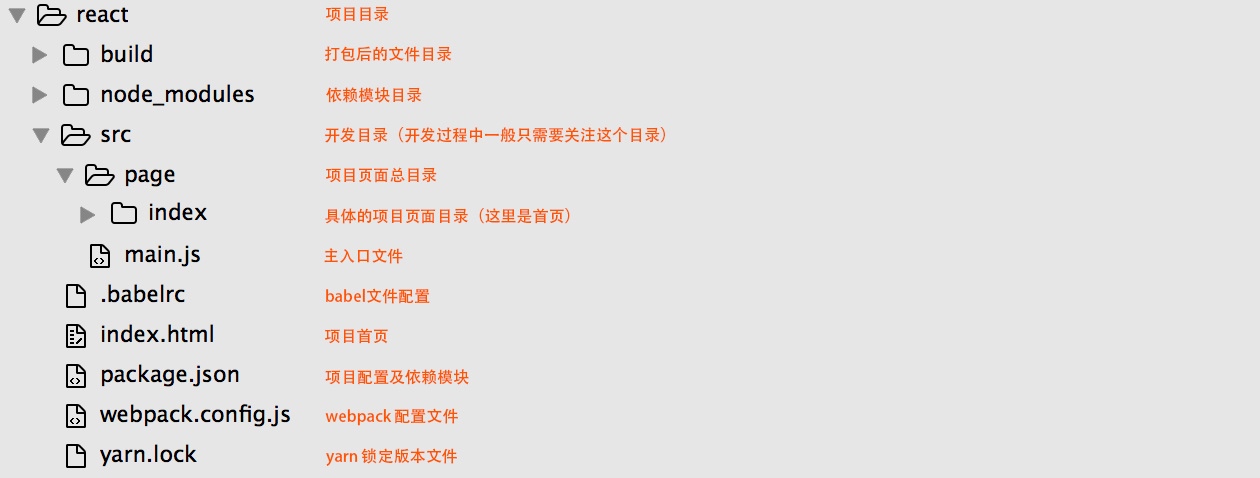 react 项目目录
build 打包后的文件目录
node_modules 依赖模块目录
src 开发目录（开发过程中一般只需要关注这个目录）
page 项目页面总目录
index 具体的项目页面目录（这里是首页）
main.js 主入口文件
.babelrc babel文件配置
index.html 项目首页
package.json 项目配置及依赖模块
webpack.config.js webpack 配置文件
yarn.lock yarn 锁定版本文件